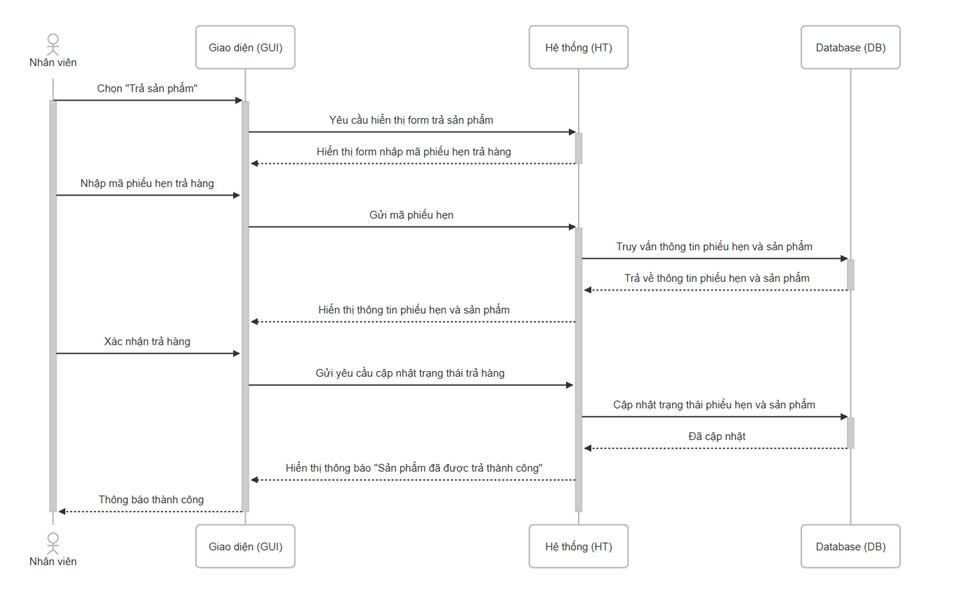 Nhân viên
Giao diện (GUI)
Hệ thống (HT)
Database (DB)
Chọn "Trả sản phẩm"
Yêu cầu hiển thị form trả sản phẩm
Hiển thị form nhập mã phiếu hẹn trả hàng
Nhập mã phiếu hẹn trả hàng
Gửi mã phiếu hẹn
Truy vấn thông tin phiếu hẹn và sản phẩm
Trả về thông tin phiếu hẹn và sản phẩm
Hiển thị thông tin phiếu hẹn và sản phẩm
Xác nhận trả hàng
Gửi yêu cầu cập nhật trạng thái trả hàng
Cập nhật trạng thái phiếu hẹn và sản phẩm
Đã cập nhật
Hiển thị thông báo "Sản phẩm đã được trả thành công"
Thông báo thành công
Nhân viên
Giao diện (GUI)
Hệ thống (HT)
Database (DB)